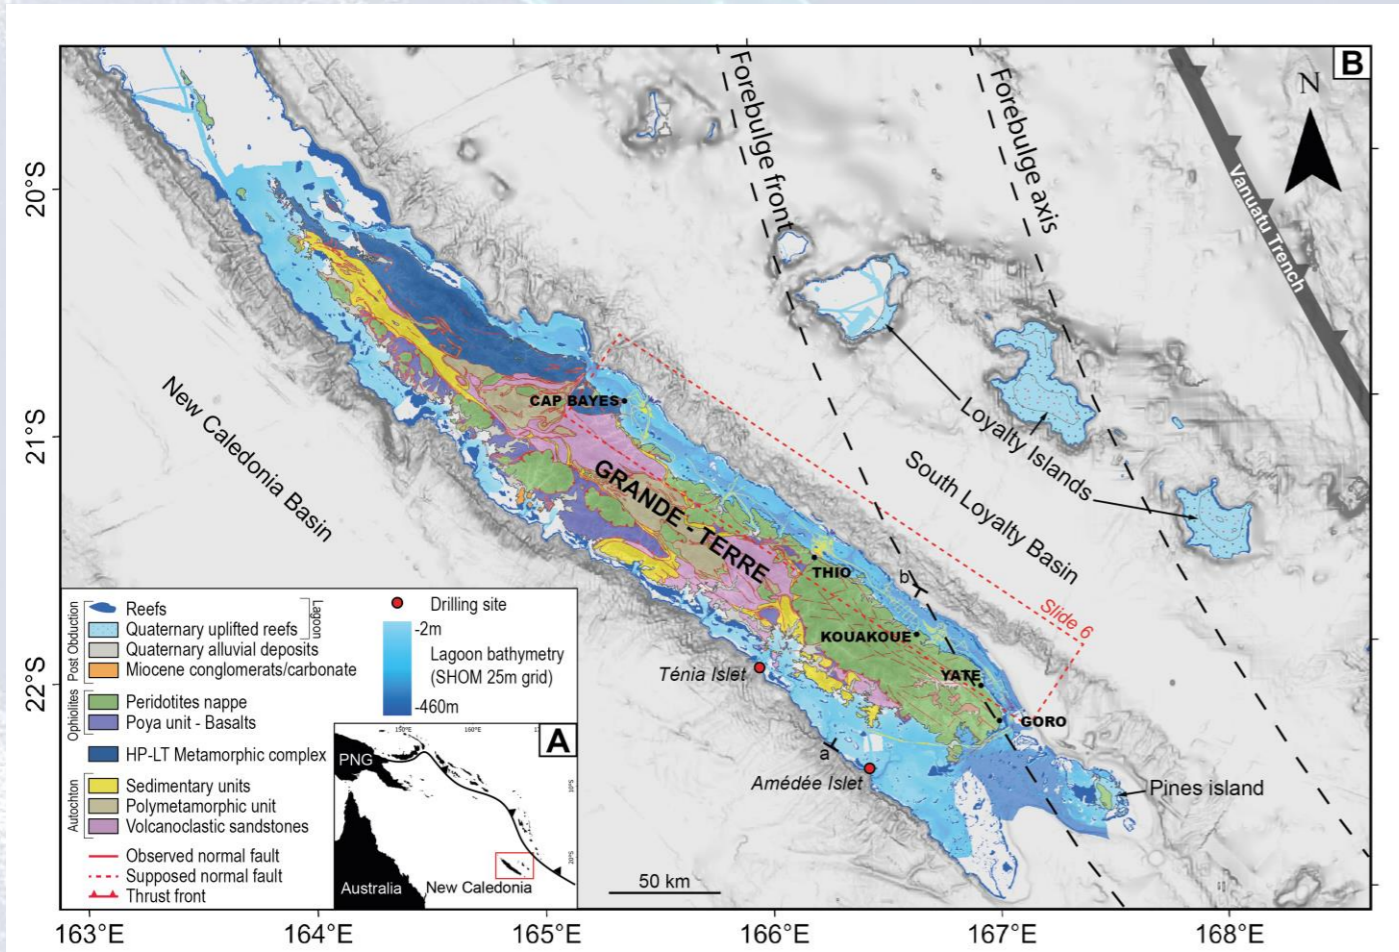 B
N
Forebulge front
Forebulge axis
Vanuatu Trench
20°S
21°S
22°S
New Caledonia Basin
CAP BAYES
GRANDE - TERRE
Loyalty Islands
South Loyalty Basin
THIO
b
Slide 6
KOUAKOUE
YATE
GORO
Ténia Islet
a
Amédée Islet
Pines island
50 km
Post Obduction
Lagoon
Reefs
Quaternary uplifted reefs
Quaternary alluvial deposits
Miocene conglomerats/carbonate
Ophiolites
Peridotites nappe
Poya unit - Basalts
HP-LT Metamorphic complex
Autochton
Sedimentary units
Polymetamorphic unit
Volcanoclastic sandstones
Observed normal fault
Supposed normal fault
Thrust front
Drilling site
-2m
Lagoon bathymetry
(SHOM 25m grid)
-460m
A
150°E
160°E
10°S
20°S
PNG
Australia
New Caledonia
163°E
164°E
165°E
166°E
167°E
168°E